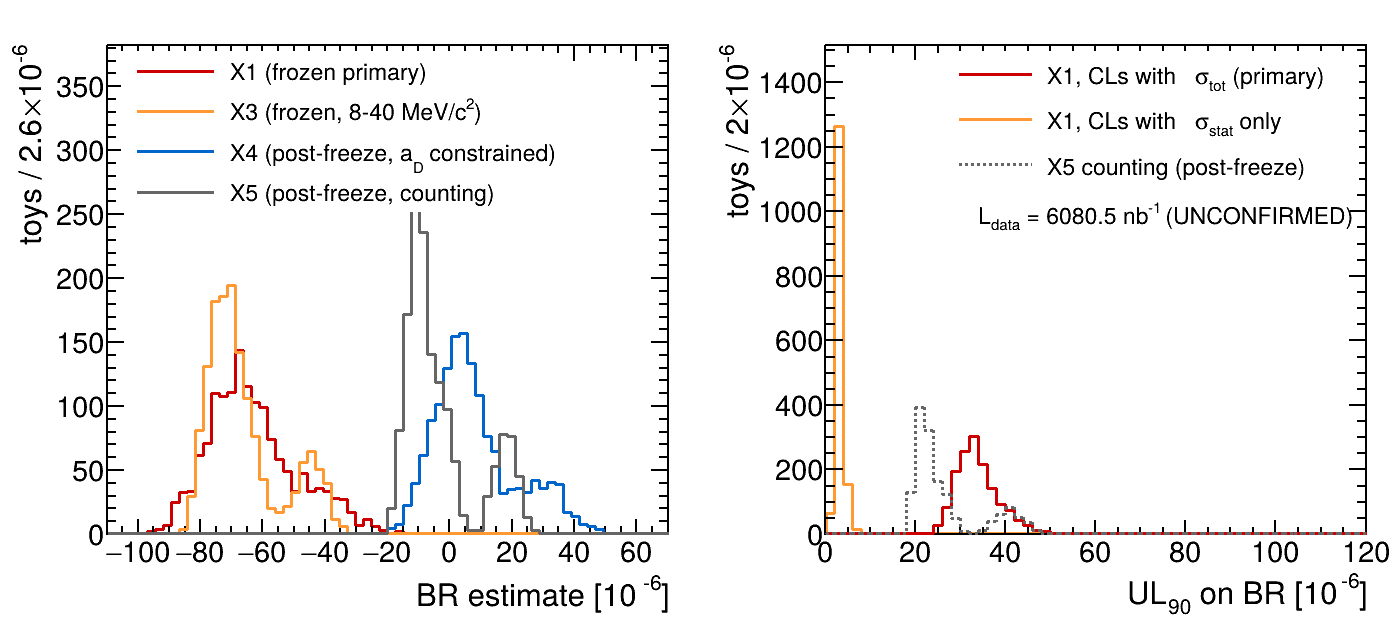 toys / 2.6×10^-6
350
300
250
200
150
100
50
0
X1 (frozen primary)
X3 (frozen, 8-40 MeV/c^2)
X4 (post-freeze, a_D constrained)
X5 (post-freeze, counting)
−100 −80 −60 −40 −20 0 20 40 60
BR estimate [10^-6]
toys / 2×10^-6
1400
1200
1000
800
600
400
200
0
X1, CLs with σ_tot (primary)
X1, CLs with σ_stat only
X5 counting (post-freeze)
L_data = 6080.5 nb^-1 (UNCONFIRMED)
0 20 40 60 80 100 120
UL_90 on BR [10^-6]